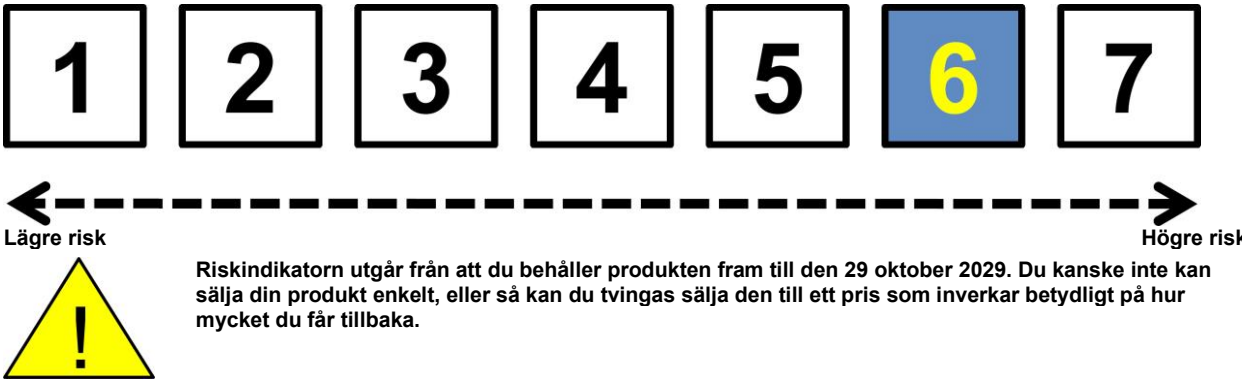 1 2 3 4 5 6 7
Lägre risk Högre risk
Riskindikatorn utgår från att du behåller produkten fram till den 29 oktober 2029. Du kanske inte kan
sälja din produkt enkelt, eller så kan du tvingas sälja den till ett pris som inverkar betydligt på hur
mycket du får tillbaka.
!